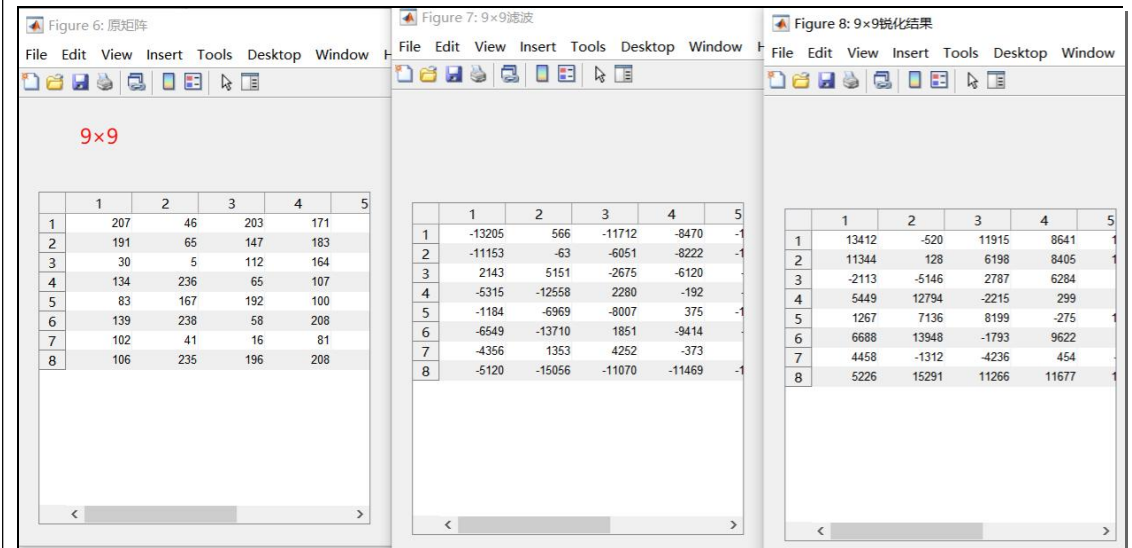 Figure 6: 原矩阵
File Edit View Insert Tools Desktop Window H
9×9
1 2 3 4 5
1 207 46 203 171
2 191 65 147 183
3 30 5 112 164
4 134 236 65 107
5 83 167 192 100
6 139 238 58 208
7 102 41 16 81
8 106 235 196 208
Figure 7: 9×9滤波
File Edit View Insert Tools Desktop Window H
1 2 3 4 5
1 -13205 566 -11712 -8470 -1
2 -11153 -63 -6051 -8222 -1
3 2143 5151 -2675 -6120 -
4 -5315 -12558 2280 -192 -
5 -1184 -6969 -8007 375 -1
6 -6549 -13710 1851 -9414 -
7 -4356 1353 4252 -373
8 -5120 -15056 -11070 -11469 -1
Figure 8: 9×9锐化结果
File Edit View Insert Tools Desktop Window
1 2 3 4 5
1 13412 -520 11915 8641 1
2 11344 128 6198 8405 1
3 -2113 -5146 2787 6284
4 5449 12794 -2215 299
5 1267 7136 8199 -275 1
6 6688 13948 -1793 9622
7 4458 -1312 -4236 454 -
8 5226 15291 11266 11677 1